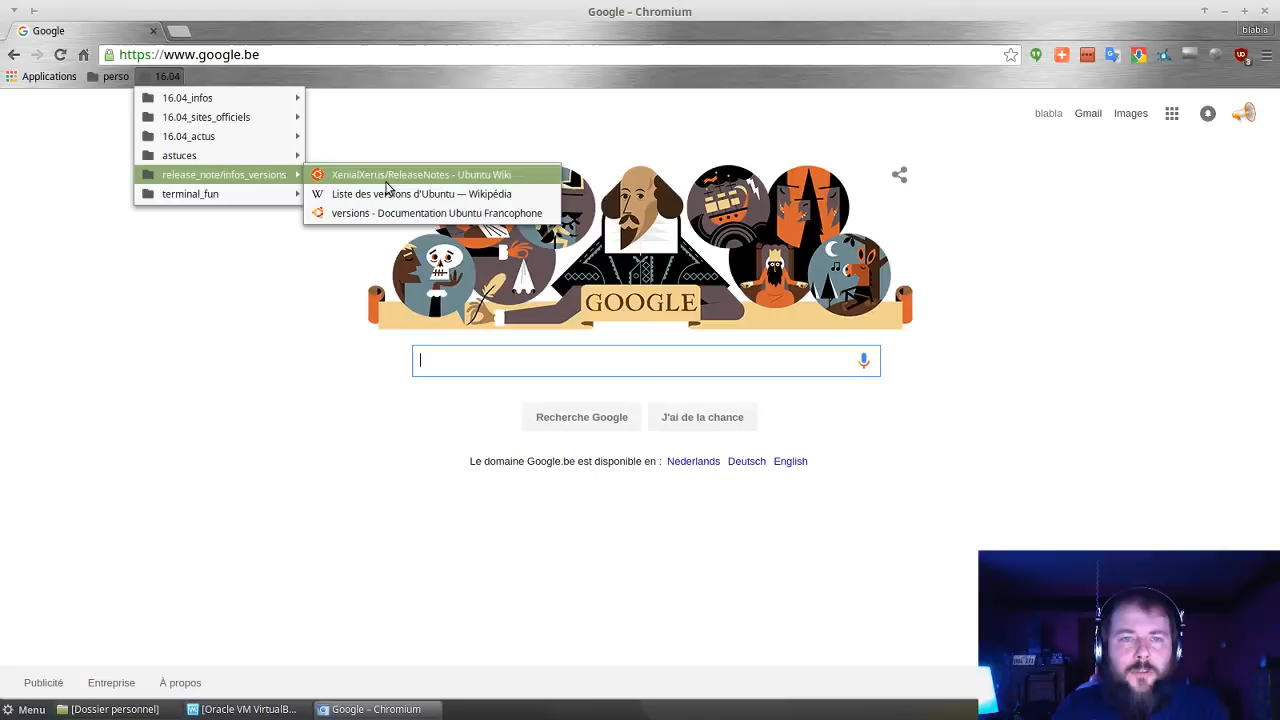 Google – Chromium
Google
blabla
https://www.google.be
3
Applications
perso
16.04
16.04_infos
16.04_sites_officiels
16.04_actus
astuces
release_note/infos_versions
terminal_fun
XenialXerus/ReleaseNotes - Ubuntu Wiki
Liste des versions d'Ubuntu — Wikipédia
versions - Documentation Ubuntu Francophone
blabla
Gmail
Images
GOOGLE
Recherche Google
J'ai de la chance
Le domaine Google.be est disponible en : Nederlands Deutsch English
Publicité
Entreprise
À propos
Menu
[Dossier personnel]
[Oracle VM VirtualB...
Google – Chromium